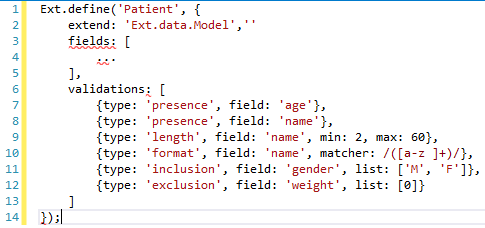 1 Ext.define('Patient', {
2     extend: 'Ext.data.Model',''
3     fields: [
4         ...
5     ],
6     validations: [
7         {type: 'presence', field: 'age'},
8         {type: 'presence', field: 'name'},
9         {type: 'length', field: 'name', min: 2, max: 60},
10         {type: 'format', field: 'name', matcher: /([a-z ]+)/},
11         {type: 'inclusion', field: 'gender', list: ['M', 'F']},
12         {type: 'exclusion', field: 'weight', list: [0]}
13     ]
14 });